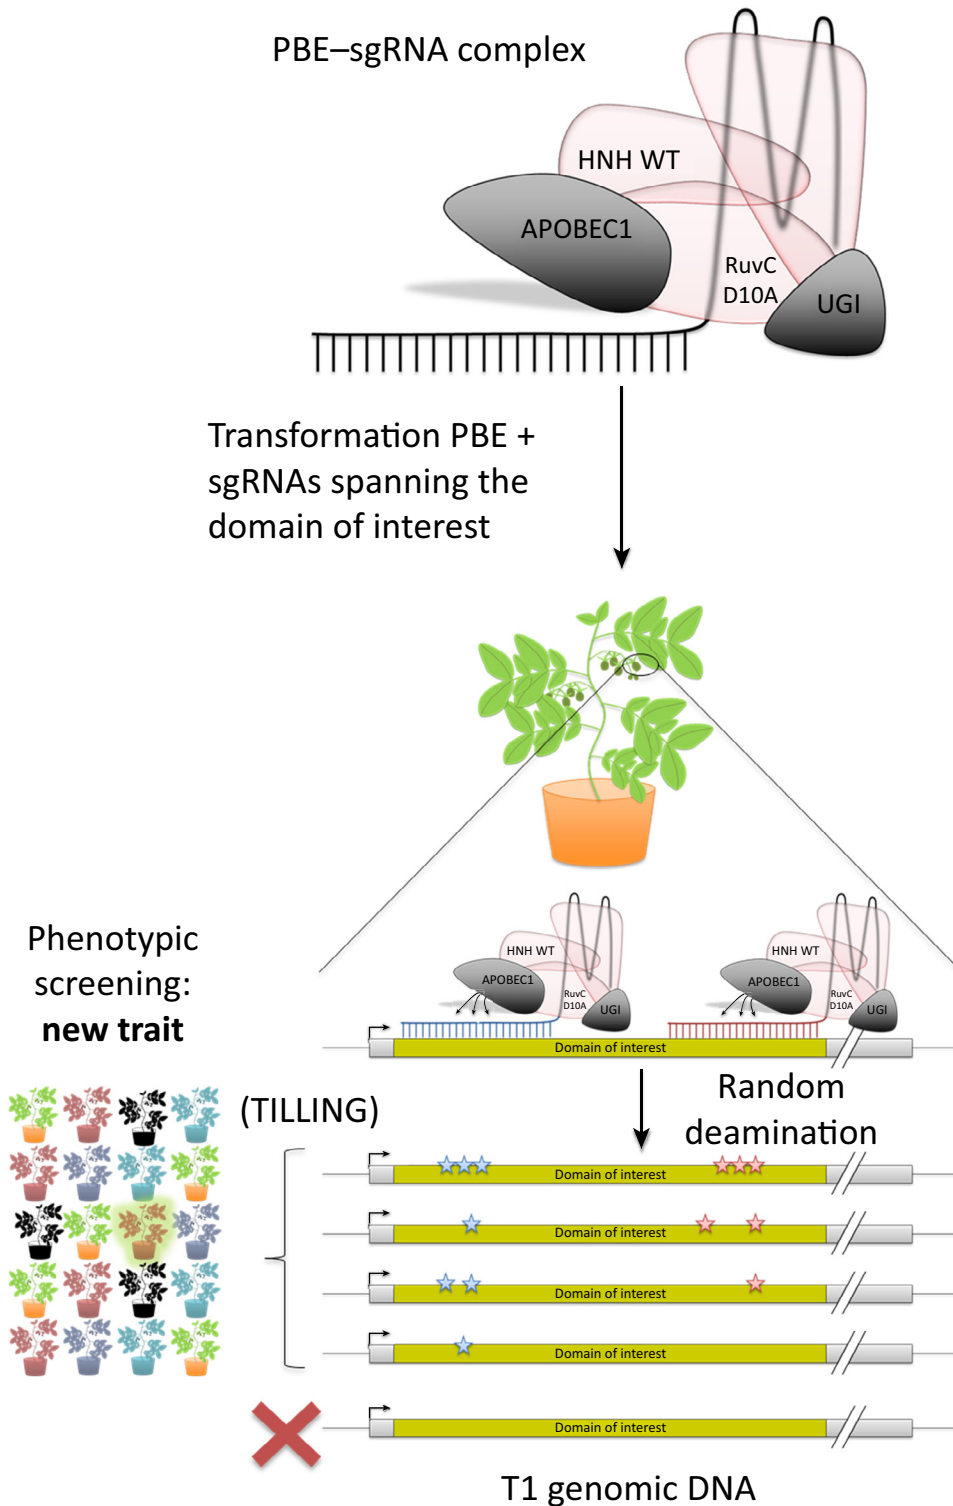 PBE–sgRNA complex
HNH WT
APOBEC1
RuvC
D10A
UGI
Transformation PBE +
sgRNAs spanning the
domain of interest
Phenotypic
screening:
new trait
HNH WT
APOBEC1
RuvC
D10A
UGI
HNH WT
APOBEC1
RuvC
D10A
UGI
Domain of interest
(TILLING)
Random
deamination
Domain of interest
Domain of interest
Domain of interest
Domain of interest
Domain of interest
T1 genomic DNA